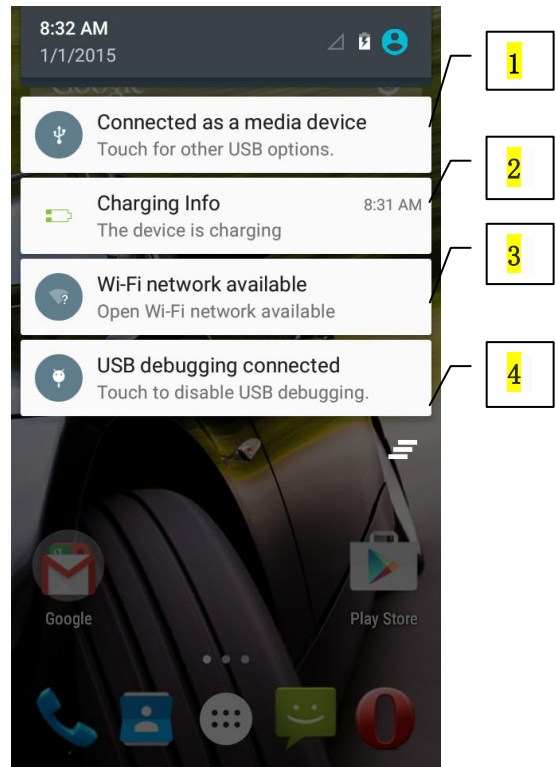 8:32 AM
1/1/2015
Google
Connected as a media device
Touch for other USB options.
1
Charging Info 8:31 AM
The device is charging
2
Wi-Fi network available
Open Wi-Fi network available
3
USB debugging connected
Touch to disable USB debugging.
4
Google
Play Store